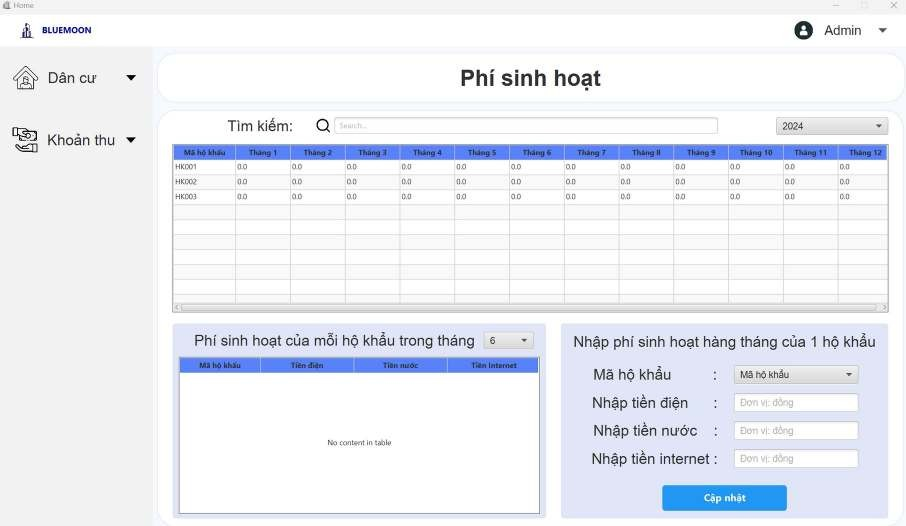 Home
BLUEMOON
Admin
Dân cư
Khoản thu
Phí sinh hoạt
Tìm kiếm: Search... 2024
Mã hộ khẩu Tháng 1 Tháng 2 Tháng 3 Tháng 4 Tháng 5 Tháng 6 Tháng 7 Tháng 8 Tháng 9 Tháng 10 Tháng 11 Tháng 12
HK001 0.0 0.0 0.0 0.0 0.0 0.0 0.0 0.0 0.0 0.0 0.0 0.0
HK002 0.0 0.0 0.0 0.0 0.0 0.0 0.0 0.0 0.0 0.0 0.0 0.0
HK003 0.0 0.0 0.0 0.0 0.0 0.0 0.0 0.0 0.0 0.0 0.0 0.0
Phí sinh hoạt của mỗi hộ khẩu trong tháng 6
Mã hộ khẩu Tiền điện Tiền nước Tiền Internet
No content in table
Nhập phí sinh hoạt hàng tháng của 1 hộ khẩu
Mã hộ khẩu : Mã hộ khẩu
Nhập tiền điện : Đơn vị: đồng
Nhập tiền nước : Đơn vị: đồng
Nhập tiền internet : Đơn vị: đồng
Cập nhật